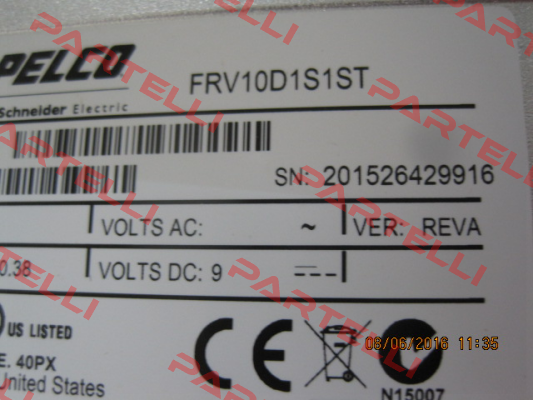 PELCO
FRV10D1S1ST
Schneider Electric
SN: 201526429916
VOLTS AC: ~
VER: REVA
0.38
VOLTS DC: 9
US LISTED
E. 40PX
United States
CE
N15007
08/06/2016 11:35
PARTELLI
PARTELLI
PARTELLI
PARTELLI
PARTELLI